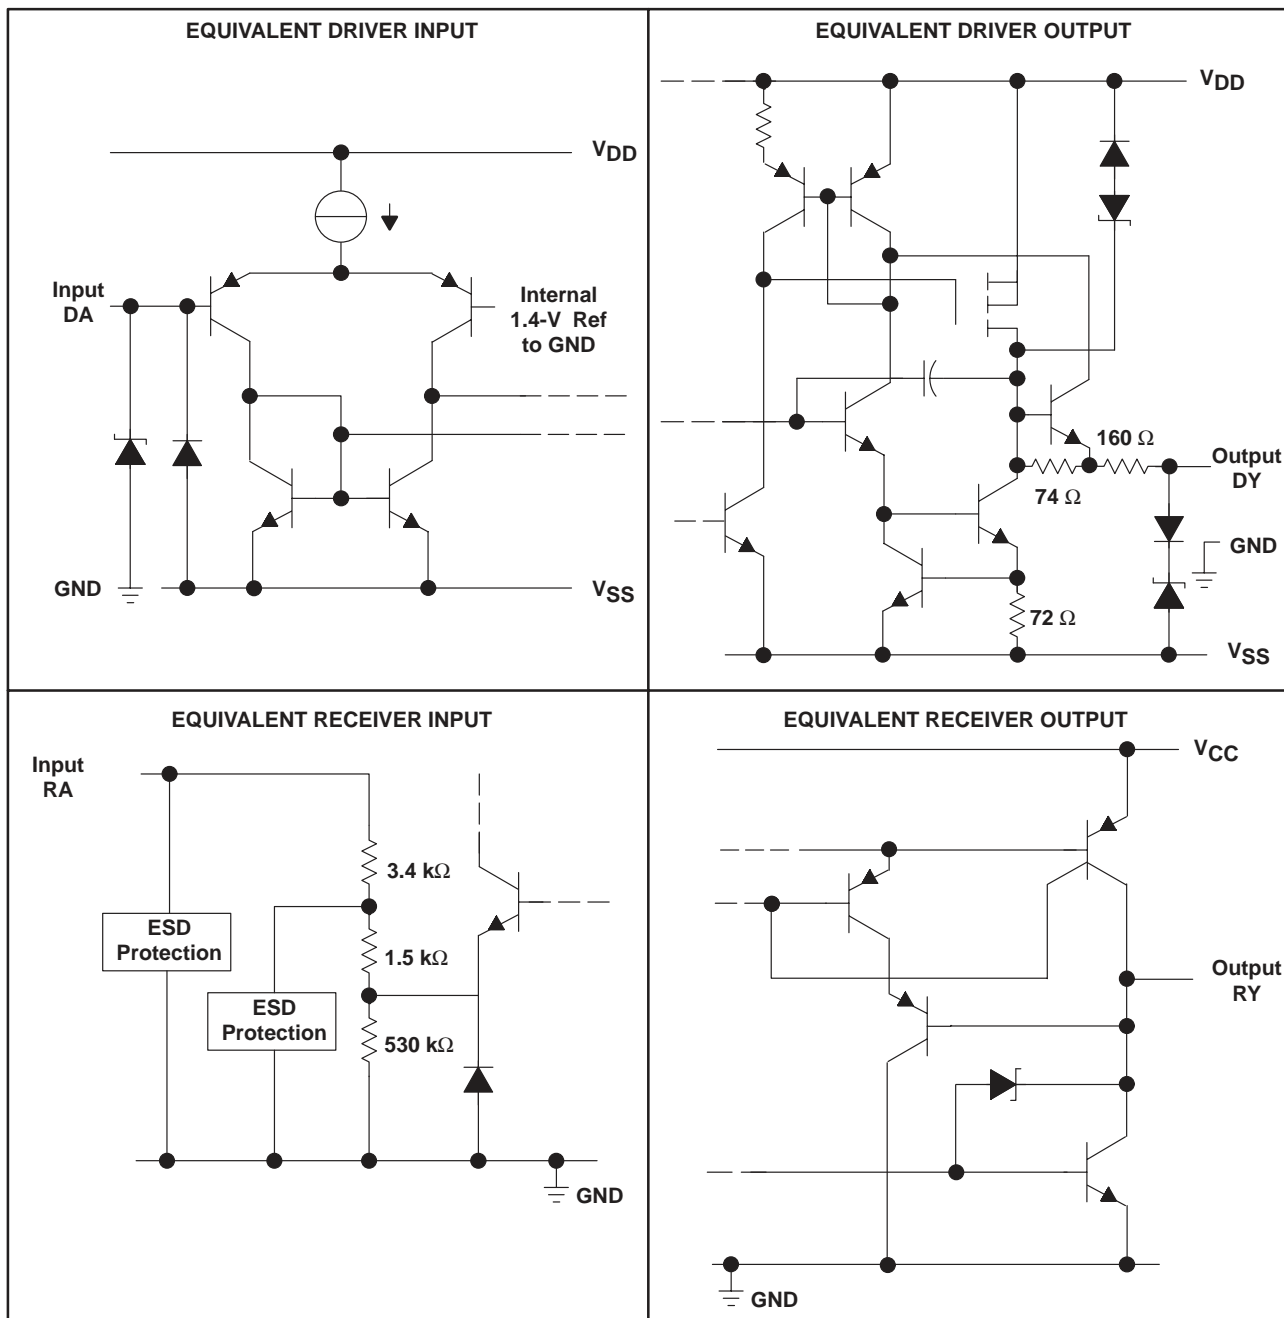 EQUIVALENT DRIVER INPUT
VDD
Input
DA
Internal
1.4-V Ref
to GND
GND
VSS
EQUIVALENT DRIVER OUTPUT
VDD
160 Ω
Output
DY
74 Ω
GND
72 Ω
VSS
EQUIVALENT RECEIVER INPUT
Input
RA
3.4 kΩ
ESD
Protection
1.5 kΩ
ESD
Protection
530 kΩ
GND
EQUIVALENT RECEIVER OUTPUT
VCC
Output
RY
GND